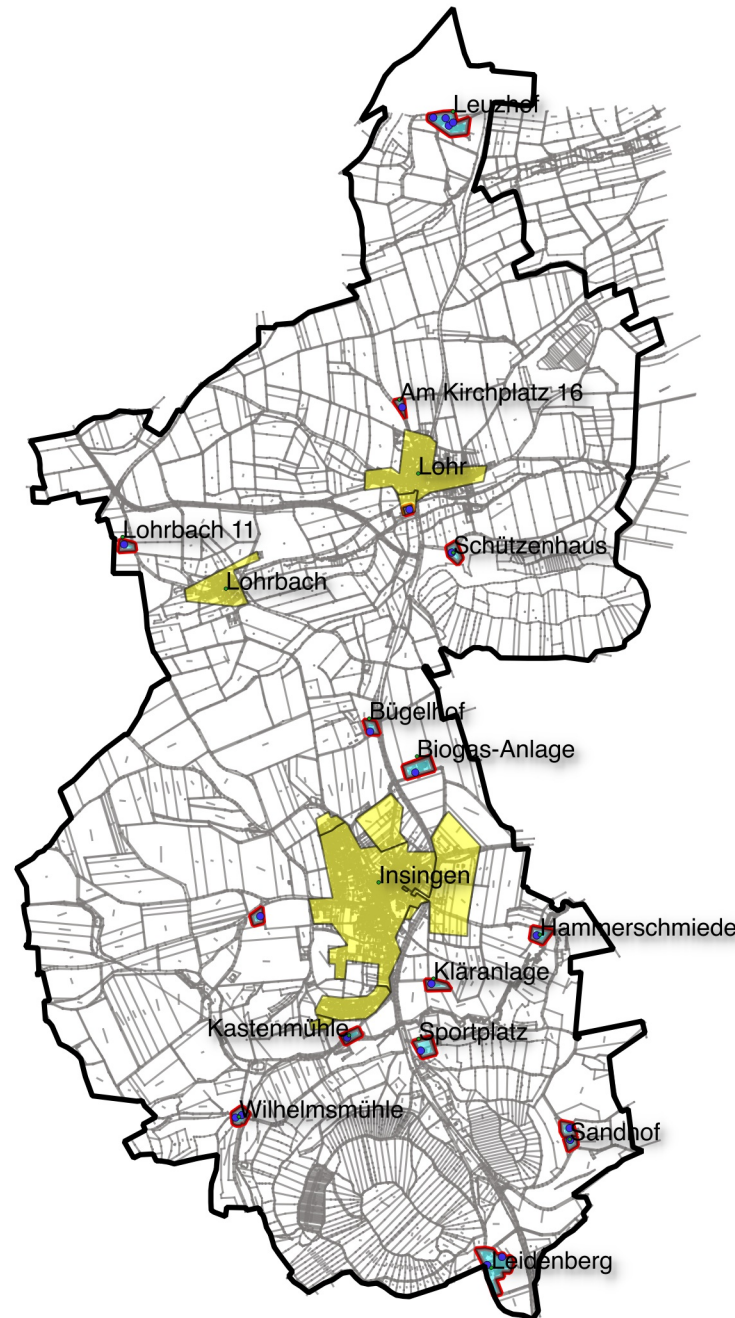 Leuzhof
Am Kirchplatz 16
Lohr
Lohrbach 11
Schützenhaus
Lohrbach
Bügelhof
Biogas-Anlage
Insingen
Hammerschmiede
Kläranlage
Kastenmühle
Sportplatz
Wilhelmsmühle
Sandhof
Leidenberg